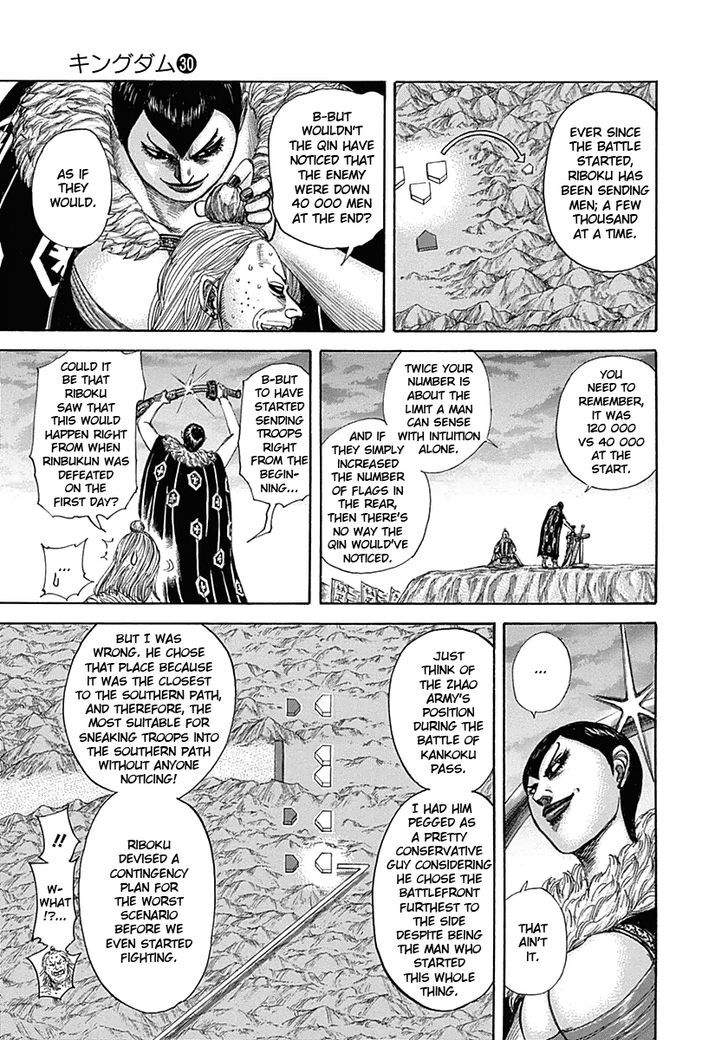 キングダム㉚
EVER SINCE
THE BATTLE
STARTED,
RIBOKU HAS
BEEN SENDING
MEN; A FEW
THOUSAND
AT A TIME.
B-BUT
WOULDN'T
THE QIN HAVE
NOTICED THAT
THE ENEMY
WERE DOWN
40 000 MEN
AT THE END?
AS IF
THEY
WOULD.
YOU
NEED TO
REMEMBER,
IT WAS
120 000
VS 40 000
AT THE
START.
TWICE YOUR
NUMBER IS
ABOUT THE
LIMIT A MAN
CAN SENSE
WITH INTUITION
ALONE.
AND IF
THEY SIMPLY
INCREASED
THE NUMBER
OF FLAGS IN
THE REAR,
THEN THERE'S
NO WAY THE
QIN WOULD'VE
NOTICED.
B-BUT
TO HAVE
STARTED
SENDING
TROOPS
RIGHT
FROM THE
BEGIN-
NING...
COULD
IT BE THAT
RIBOKU
SAW THAT
THIS WOULD
HAPPEN RIGHT
FROM WHEN
RINBUKUN WAS
DEFEATED
ON THE
FIRST DAY?
...
THAT
AIN'T
IT.
JUST
THINK OF
THE ZHAO
ARMY'S
POSITION
DURING THE
BATTLE OF
KANKOKU
PASS.
I HAD HIM
PEGGED AS
A PRETTY
CONSERVATIVE
GUY CONSIDERING
HE CHOSE THE
BATTLEFRONT
FURTHEST TO
THE SIDE
DESPITE BEING
THE MAN WHO
STARTED
THIS WHOLE
THING.
BUT I WAS
WRONG. HE CHOSE
THAT PLACE BECAUSE
IT WAS THE CLOSEST
TO THE SOUTHERN PATH,
AND THEREFORE, THE
MOST SUITABLE FOR
SNEAKING TROOPS INTO
THE SOUTHERN PATH
WITHOUT ANYONE
NOTICING!
RIBOKU
DEVISED A
CONTINGENCY
PLAN FOR
THE WORST
SCENARIO
BEFORE WE
EVEN STARTED
FIGHTING.
!!
W-
WHAT
!?...